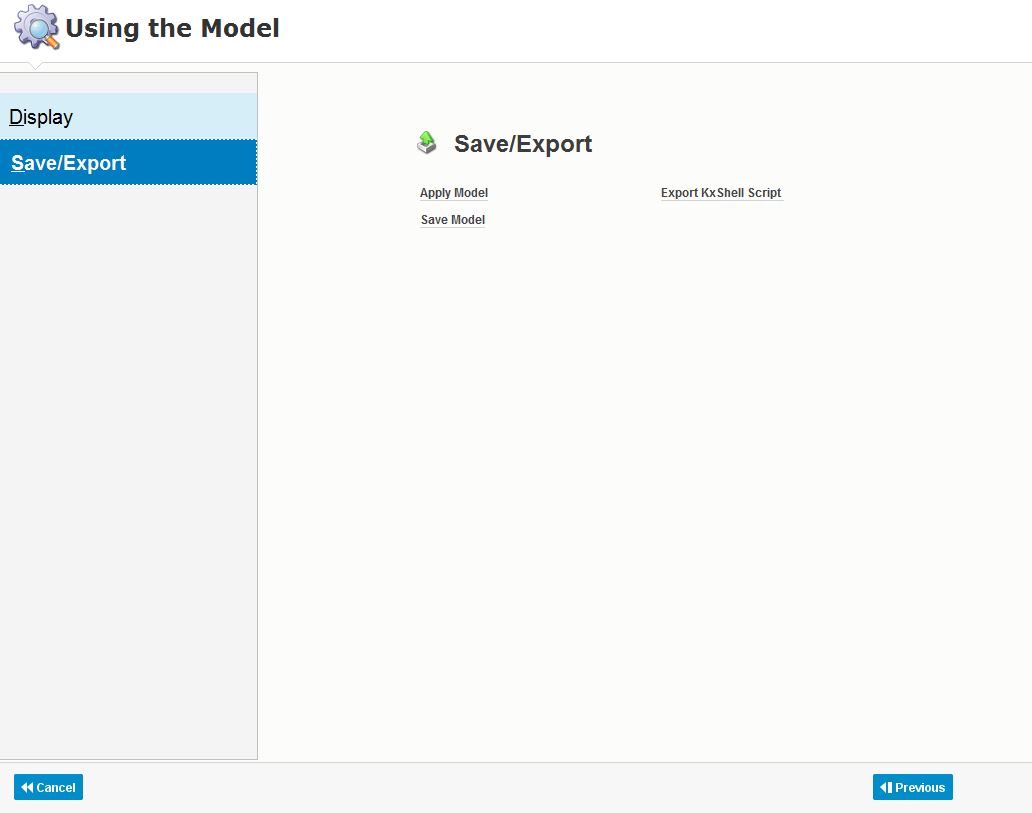 Using the Model
Display
Save/Export
Save/Export
Apply Model
Export KxShell Script
Save Model
Cancel
Previous